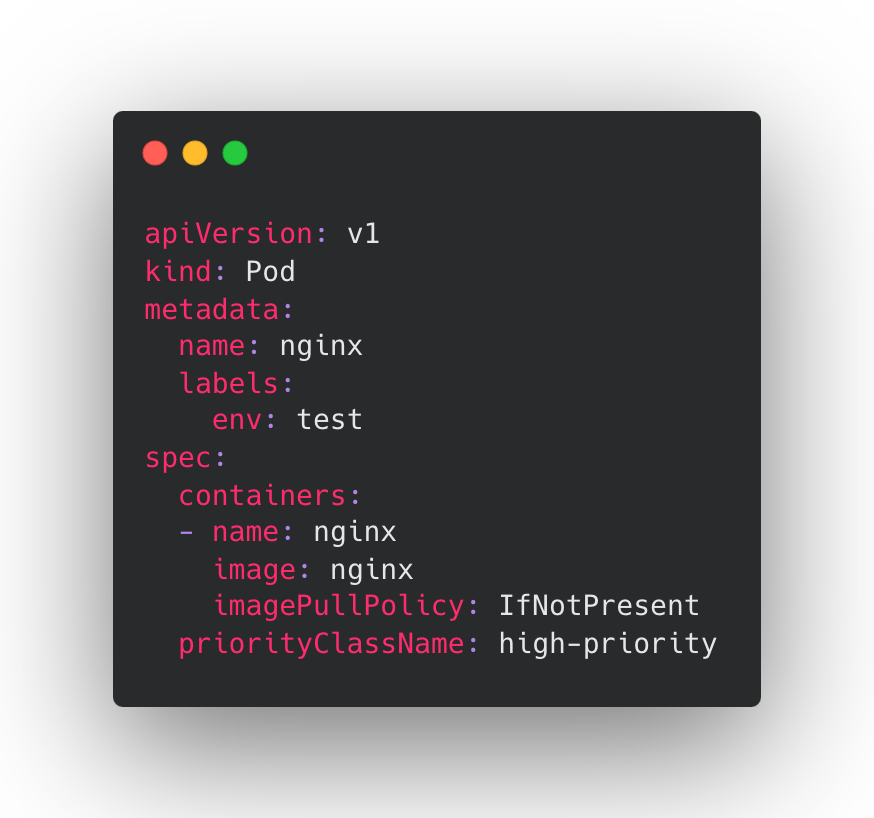 apiVersion: v1
kind: Pod
metadata:
  name: nginx
  labels:
    env: test
spec:
  containers:
  - name: nginx
    image: nginx
    imagePullPolicy: IfNotPresent
  priorityClassName: high-priority